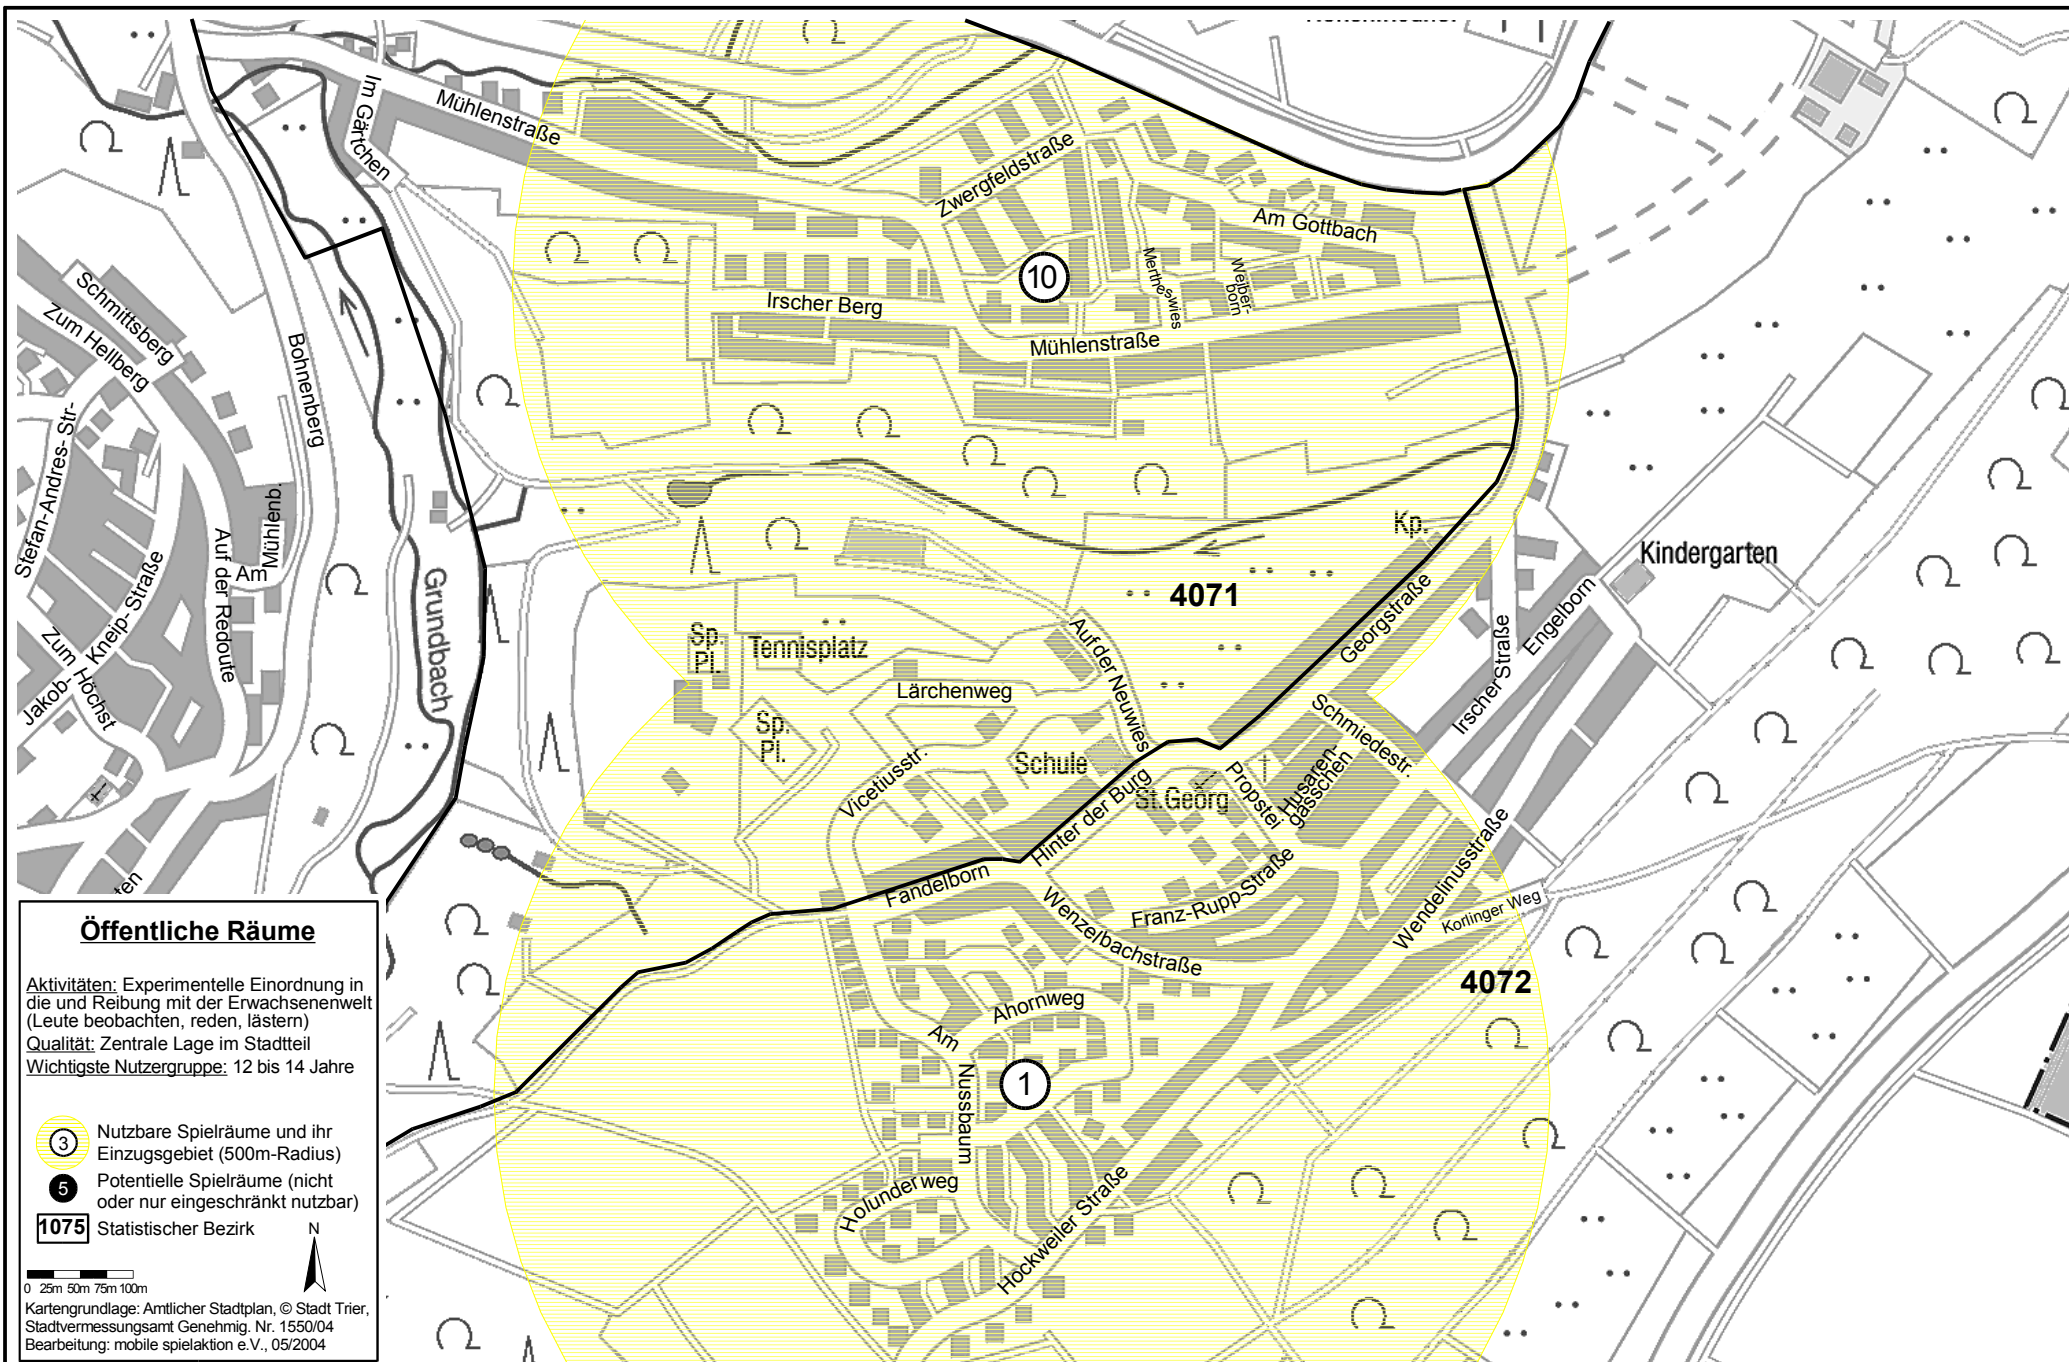 Im Gärtchen
Mühlenstraße
Zwergfeldstraße
Am Gottbach
Mertheswies
Weiber-
born
10
Irscher Berg
Mühlenstraße
Schmittsberg
Zum Hellberg
Bohnenberg
Stefan-Andres-Str-
Auf der Redoute
Am
Mühlenb.
Jakob-Kneip-Straße
Zum Höchst
Grundbach
Kp.
Kindergarten
4071
Georgstraße
Engelborn
Irscher Straße
Sp.
Pl.
Tennisplatz
Auf der Neuwies
Lärchenweg
Sp.
Pl.
Schmiedestr.
Vicetiusstr.
Schule
Hinter der Burg
St.Georg
Propstei
Husaren-
gässchen
Fandelborn
Wenzelbachstraße
Franz-Rupp-Straße
Wendelinusstraße
Korlinger Weg
4072
Ahornweg
Am Nussbaum
1
Holunderweg
Hockweiler Straße
ten
Öffentliche Räume
Aktivitäten: Experimentelle Einordnung in
die und Reibung mit der Erwachsenenwelt
(Leute beobachten, reden, lästern)
Qualität: Zentrale Lage im Stadtteil
Wichtigste Nutzergruppe: 12 bis 14 Jahre
3 Nutzbare Spielräume und ihr
Einzugsgebiet (500m-Radius)
5 Potentielle Spielräume (nicht
oder nur eingeschränkt nutzbar)
1075 Statistischer Bezirk
N
0 25m 50m 75m 100m
Kartengrundlage: Amtlicher Stadtplan, © Stadt Trier,
Stadtvermessungsamt Genehmig. Nr. 1550/04
Bearbeitung: mobile spielaktion e.V., 05/2004